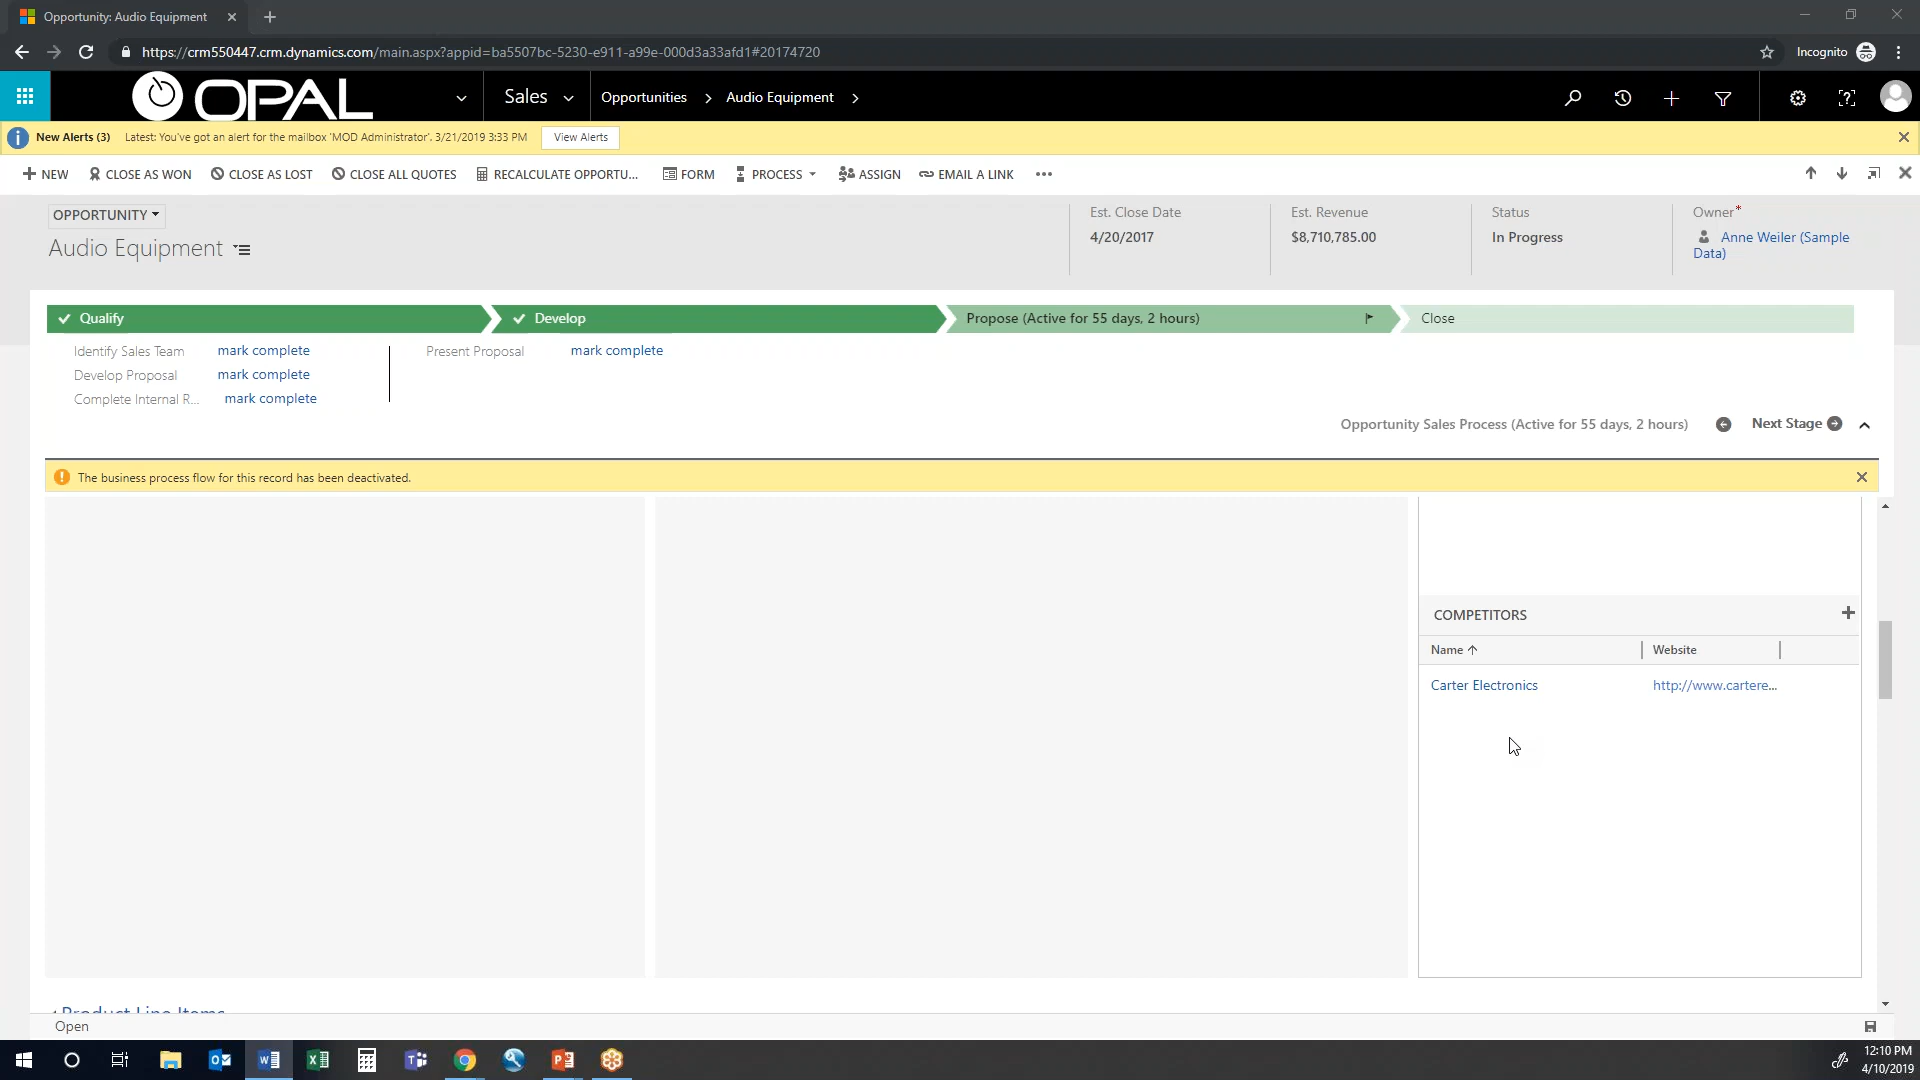 Opportunity: Audio Equipment
https://crm550447.crm.dynamics.com/main.aspx?appid=ba5507bc-5230-e911-a99e-000d3a33afd1#20174720
Incognito
OPAL
Sales
Opportunities
Audio Equipment
New Alerts (3)
Latest: You've got an alert for the mailbox 'MOD Administrator'. 3/21/2019 3:33 PM
View Alerts
NEW
CLOSE AS WON
CLOSE AS LOST
CLOSE ALL QUOTES
RECALCULATE OPPORTU...
FORM
PROCESS
ASSIGN
EMAIL A LINK
OPPORTUNITY
Audio Equipment
Est. Close Date
4/20/2017
Est. Revenue
$8,710,785.00
Status
In Progress
Owner*
Anne Weiler (Sample
Data)
Qualify
Develop
Propose (Active for 55 days, 2 hours)
Close
Identify Sales Team mark complete
Present Proposal mark complete
Develop Proposal mark complete
Complete Internal R... mark complete
Opportunity Sales Process (Active for 55 days, 2 hours)
Next Stage
The business process flow for this record has been deactivated.
COMPETITORS
Name
Website
Carter Electronics
http://www.cartere...
Product Line Items
Open
12:10 PM
4/10/2019